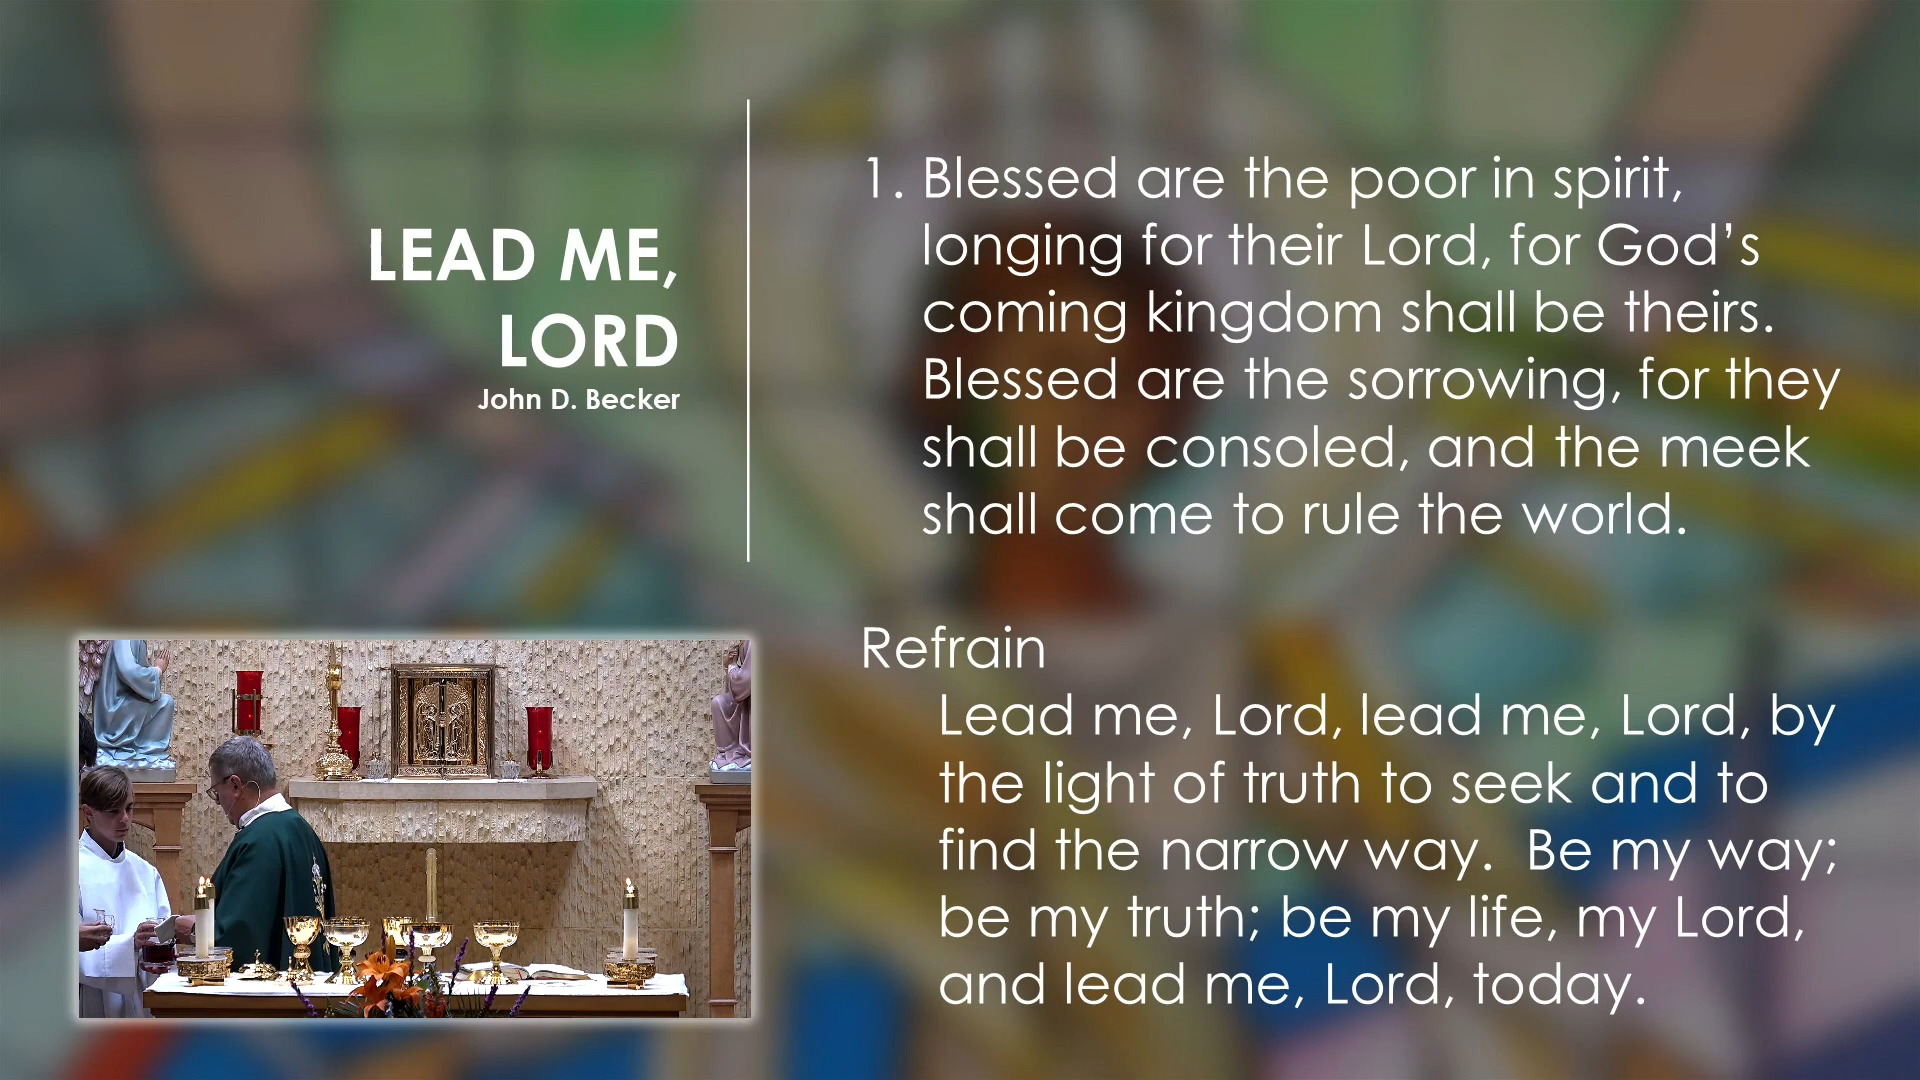 LEAD ME,
LORD
John D. Becker
1. Blessed are the poor in spirit,
longing for their Lord, for God’s
coming kingdom shall be theirs.
Blessed are the sorrowing, for they
shall be consoled, and the meek
shall come to rule the world.
Refrain
Lead me, Lord, lead me, Lord, by
the light of truth to seek and to
find the narrow way.  Be my way;
be my truth; be my life, my Lord,
and lead me, Lord, today.